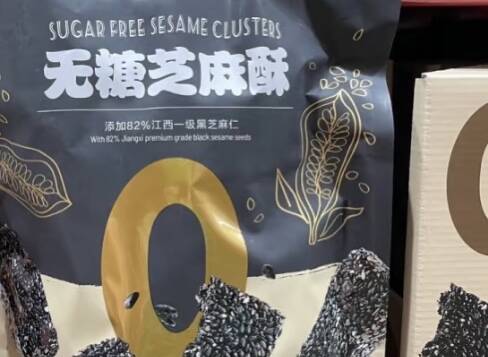 SUGAR FREE SESAME CLUSTERS
无糖芝麻酥
添加82%江西一级黑芝麻仁
With 82% Jiangxi premium grade black sesame seeds
0